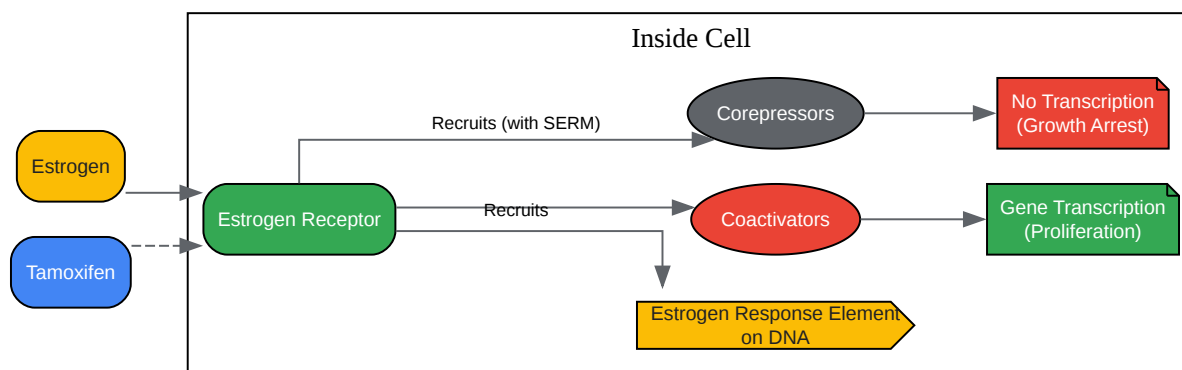 Inside Cell
Estrogen
Tamoxifen
Estrogen Receptor
Recruits (with SERM)
Recruits
Corepressors
Coactivators
Estrogen Response Element
on DNA
No Transcription
(Growth Arrest)
Gene Transcription
(Proliferation)